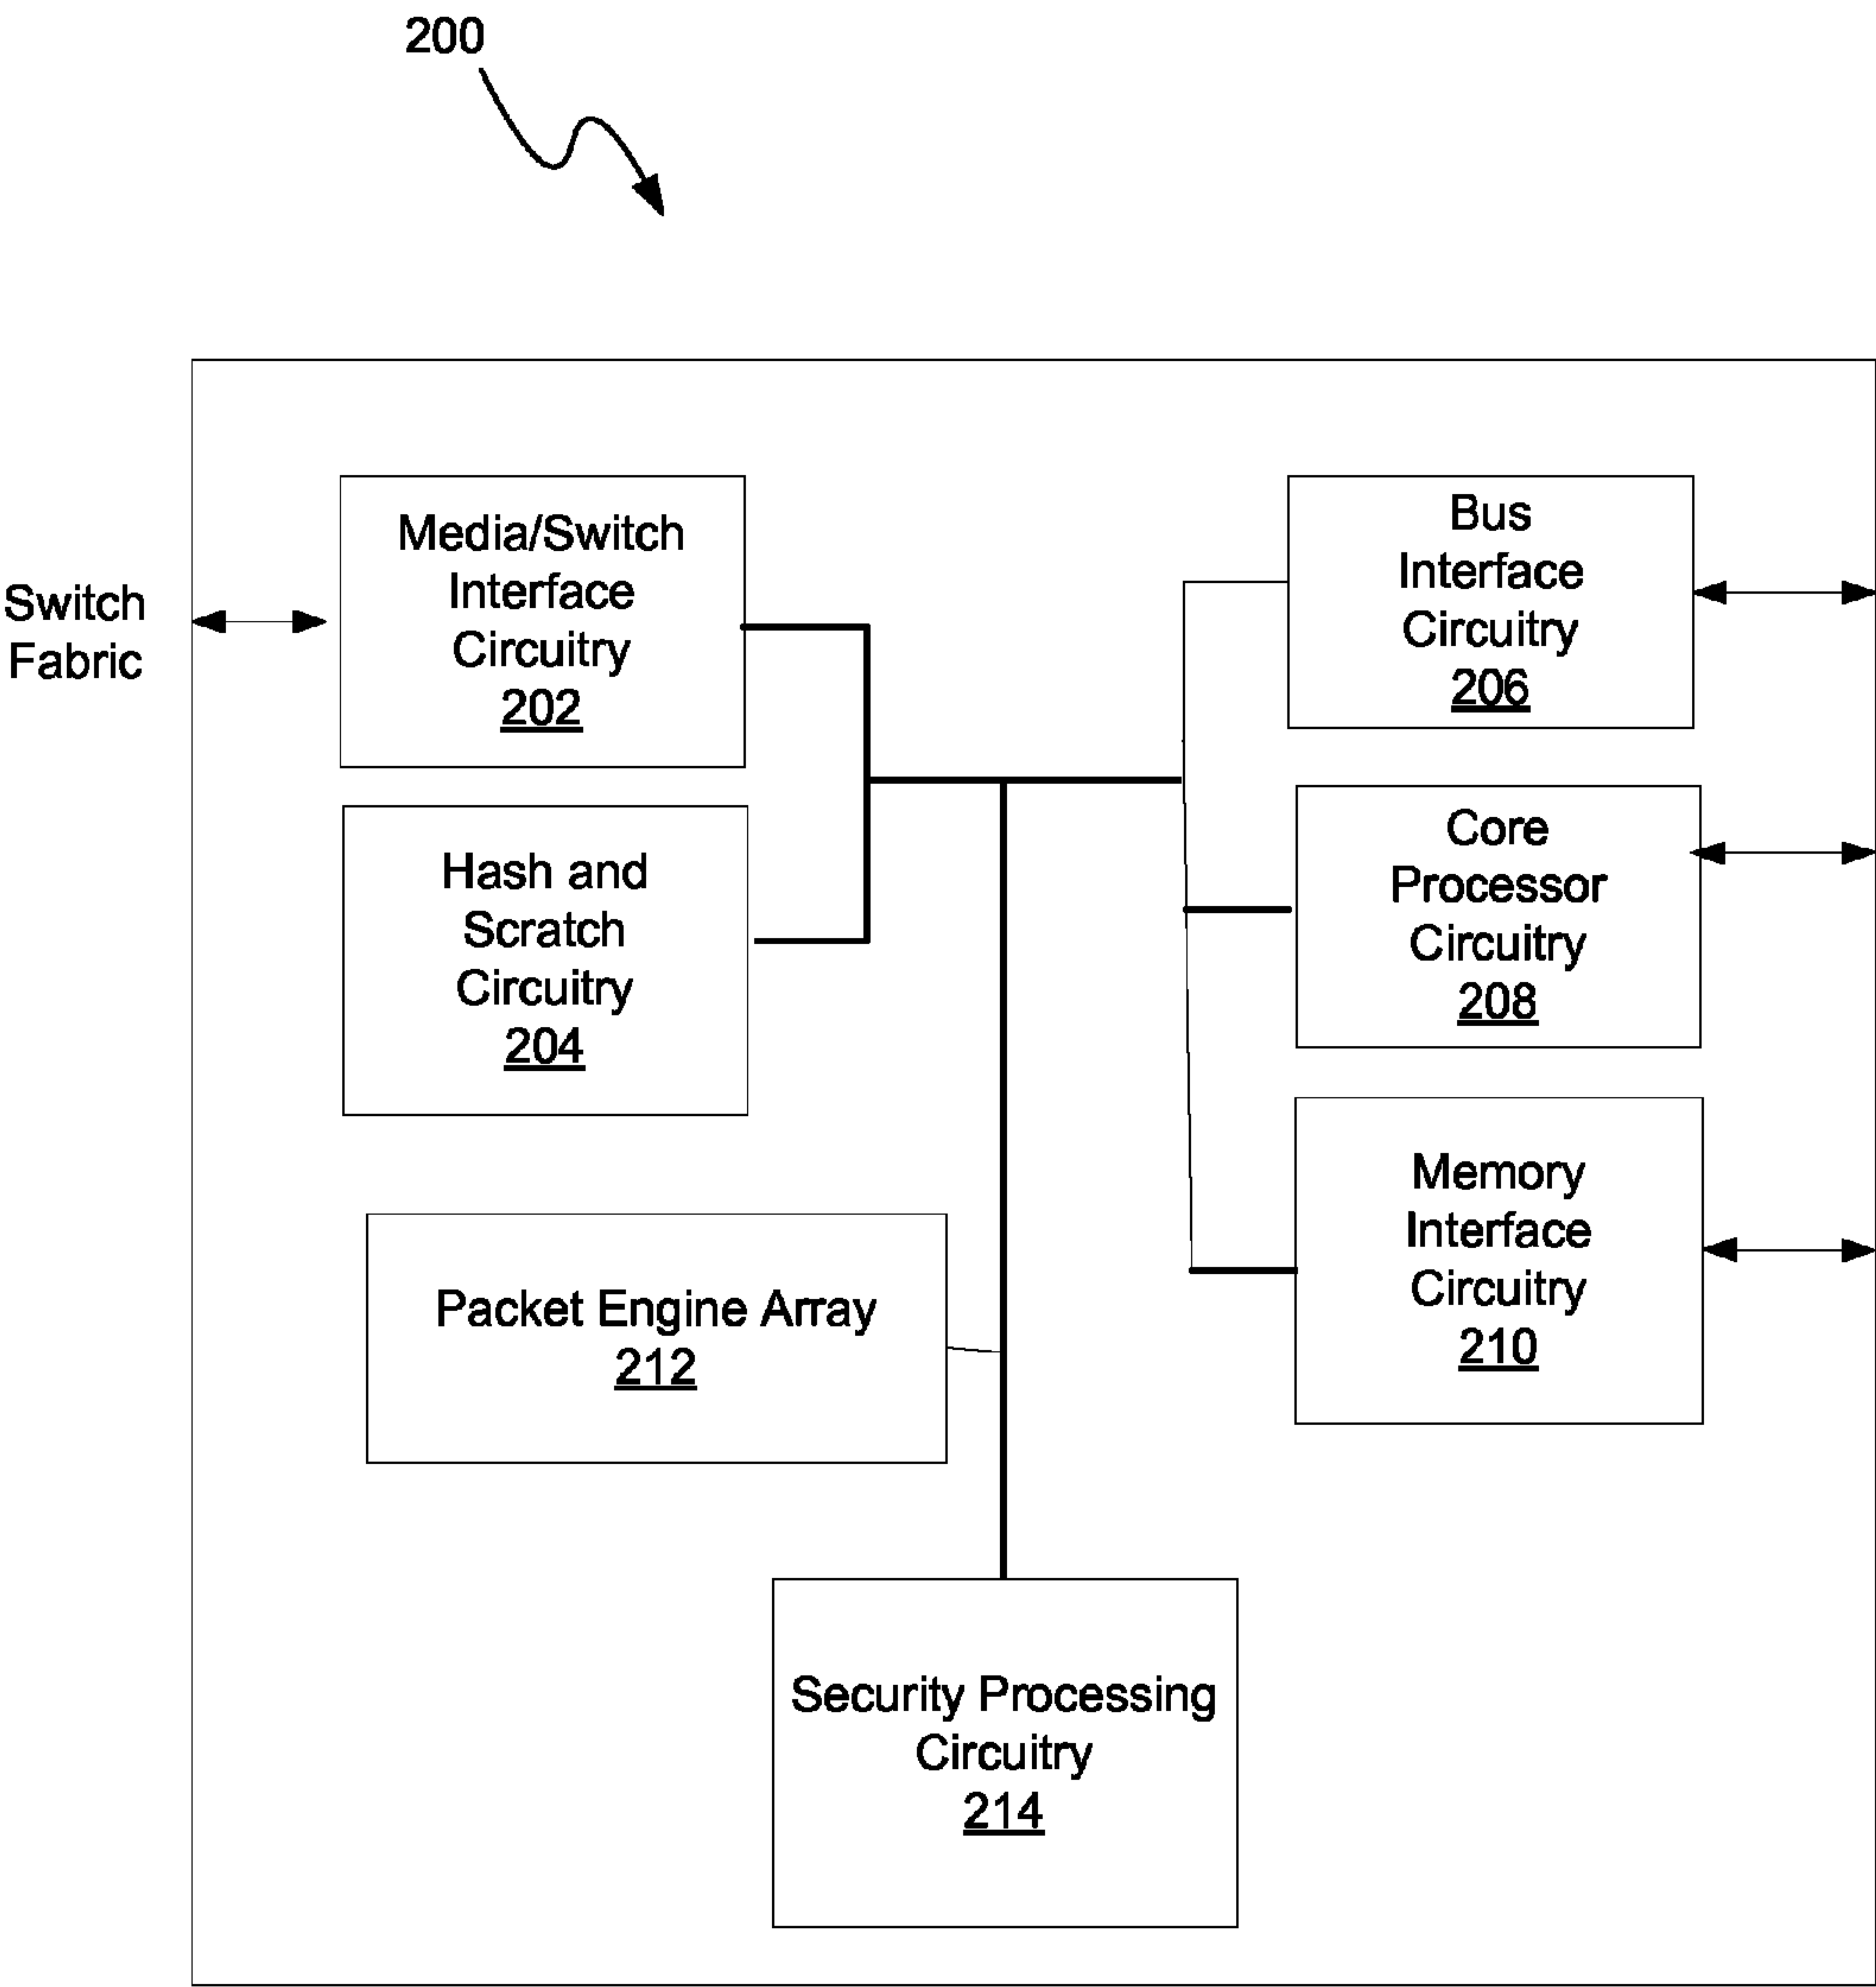 200
Switch
Fabric
Media/Switch
Interface
Circuitry
202
Hash and
Scratch
Circuitry
204
Bus
Interface
Circuitry
206
Core
Processor
Circuitry
208
Memory
Interface
Circuitry
210
Packet Engine Array
212
Security Processing
Circuitry
214